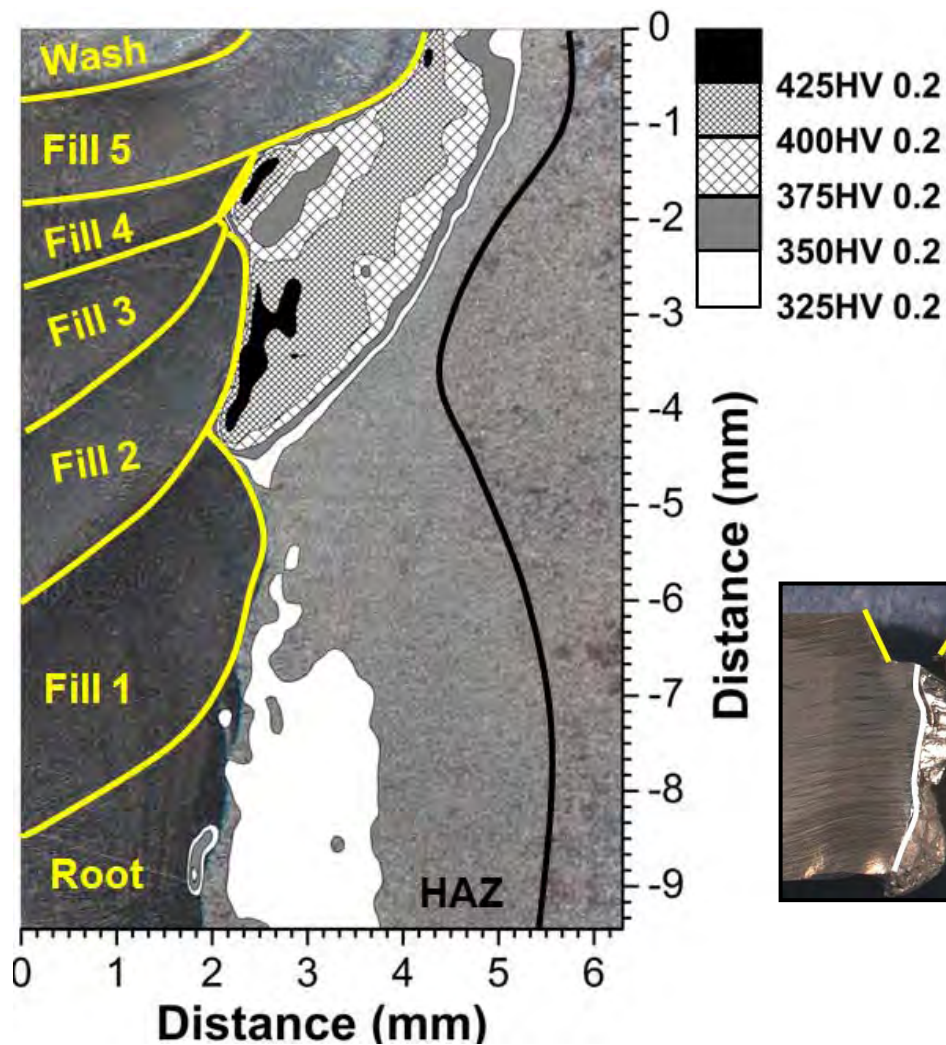 Wash
Fill 5
Fill 4
Fill 3
Fill 2
Fill 1
Root
HAZ
0
-1
-2
-3
-4
-5
-6
-7
-8
-9
Distance (mm)
0 1 2 3 4 5 6
Distance (mm)
425HV 0.2
400HV 0.2
375HV 0.2
350HV 0.2
325HV 0.2